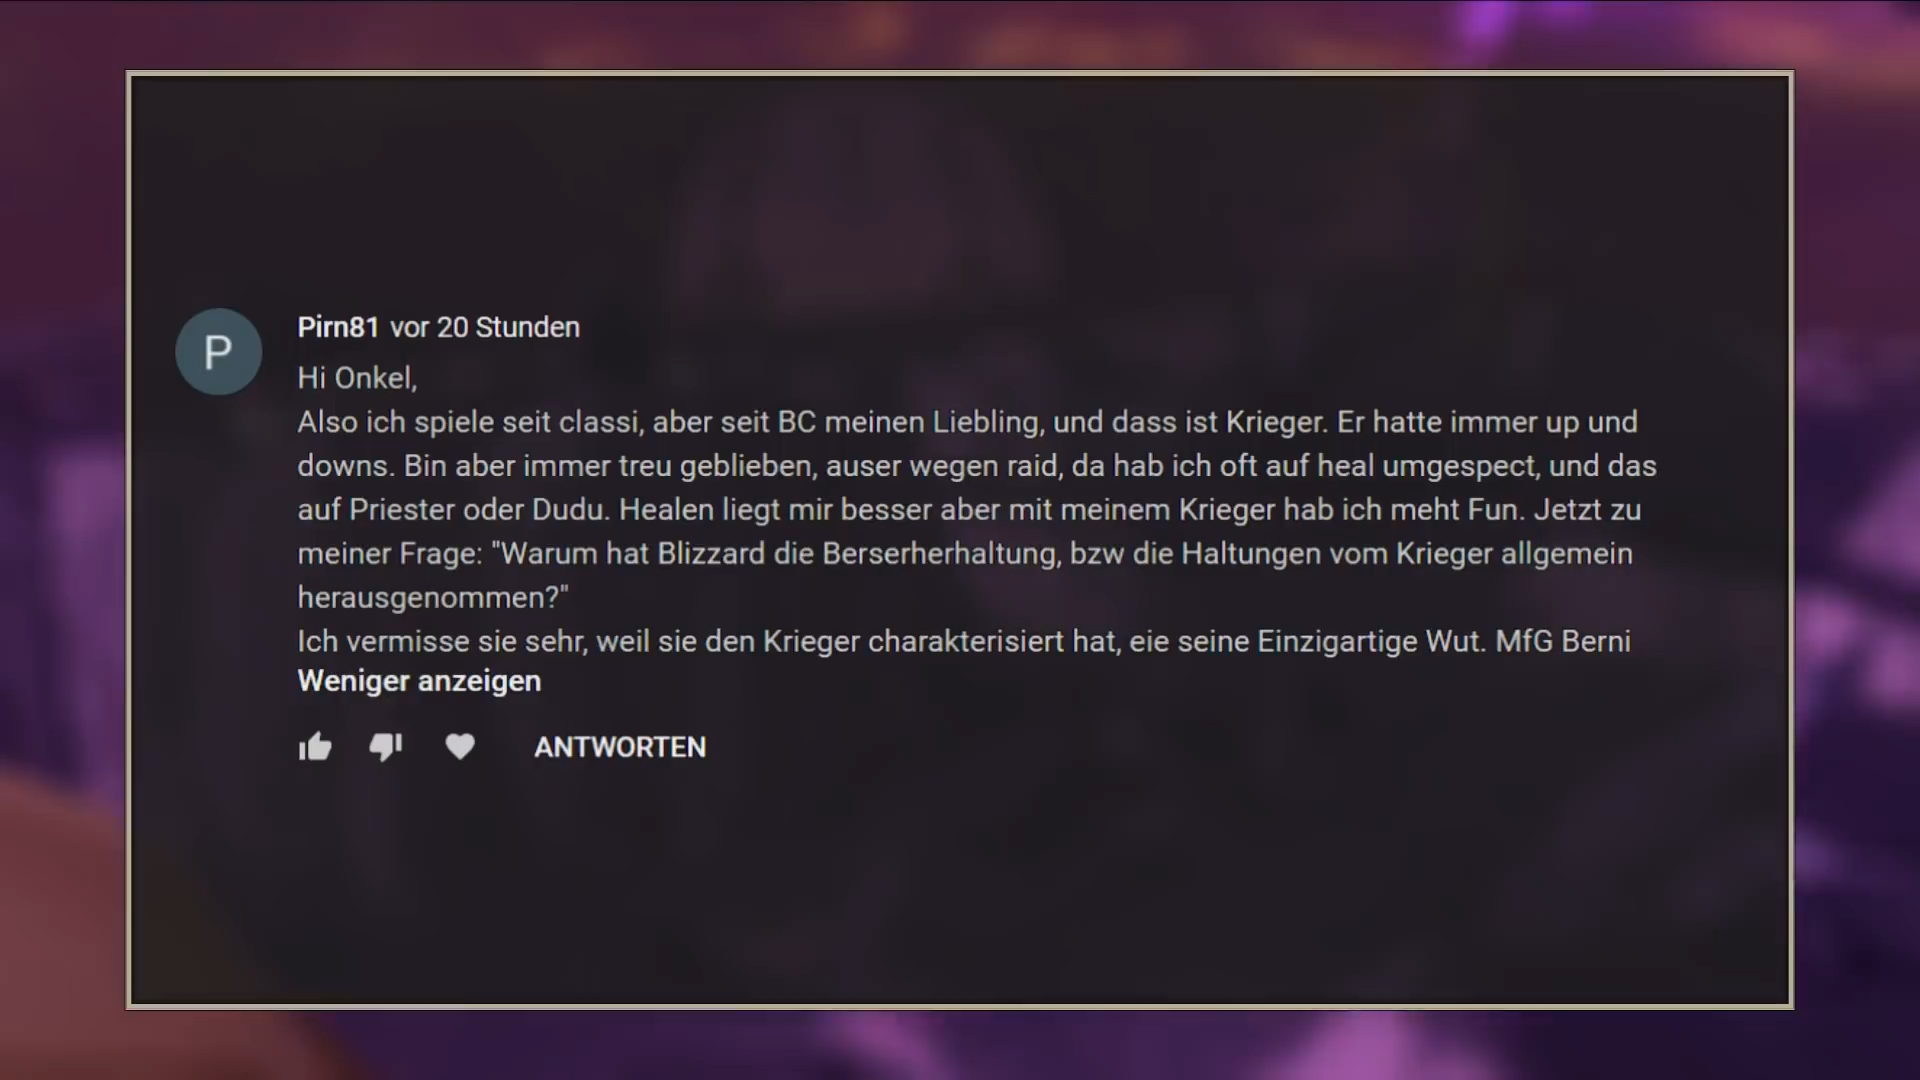 P
Pirn81 vor 20 Stunden
Hi Onkel,
Also ich spiele seit classi, aber seit BC meinen Liebling, und dass ist Krieger. Er hatte immer up und
downs. Bin aber immer treu geblieben, auser wegen raid, da hab ich oft auf heal umgespect, und das
auf Priester oder Dudu. Healen liegt mir besser aber mit meinem Krieger hab ich meht Fun. Jetzt zu
meiner Frage: "Warum hat Blizzard die Berserherhaltung, bzw die Haltungen vom Krieger allgemein
herausgenommen?"
Ich vermisse sie sehr, weil sie den Krieger charakterisiert hat, eie seine Einzigartige Wut. MfG Berni
Weniger anzeigen
ANTWORTEN